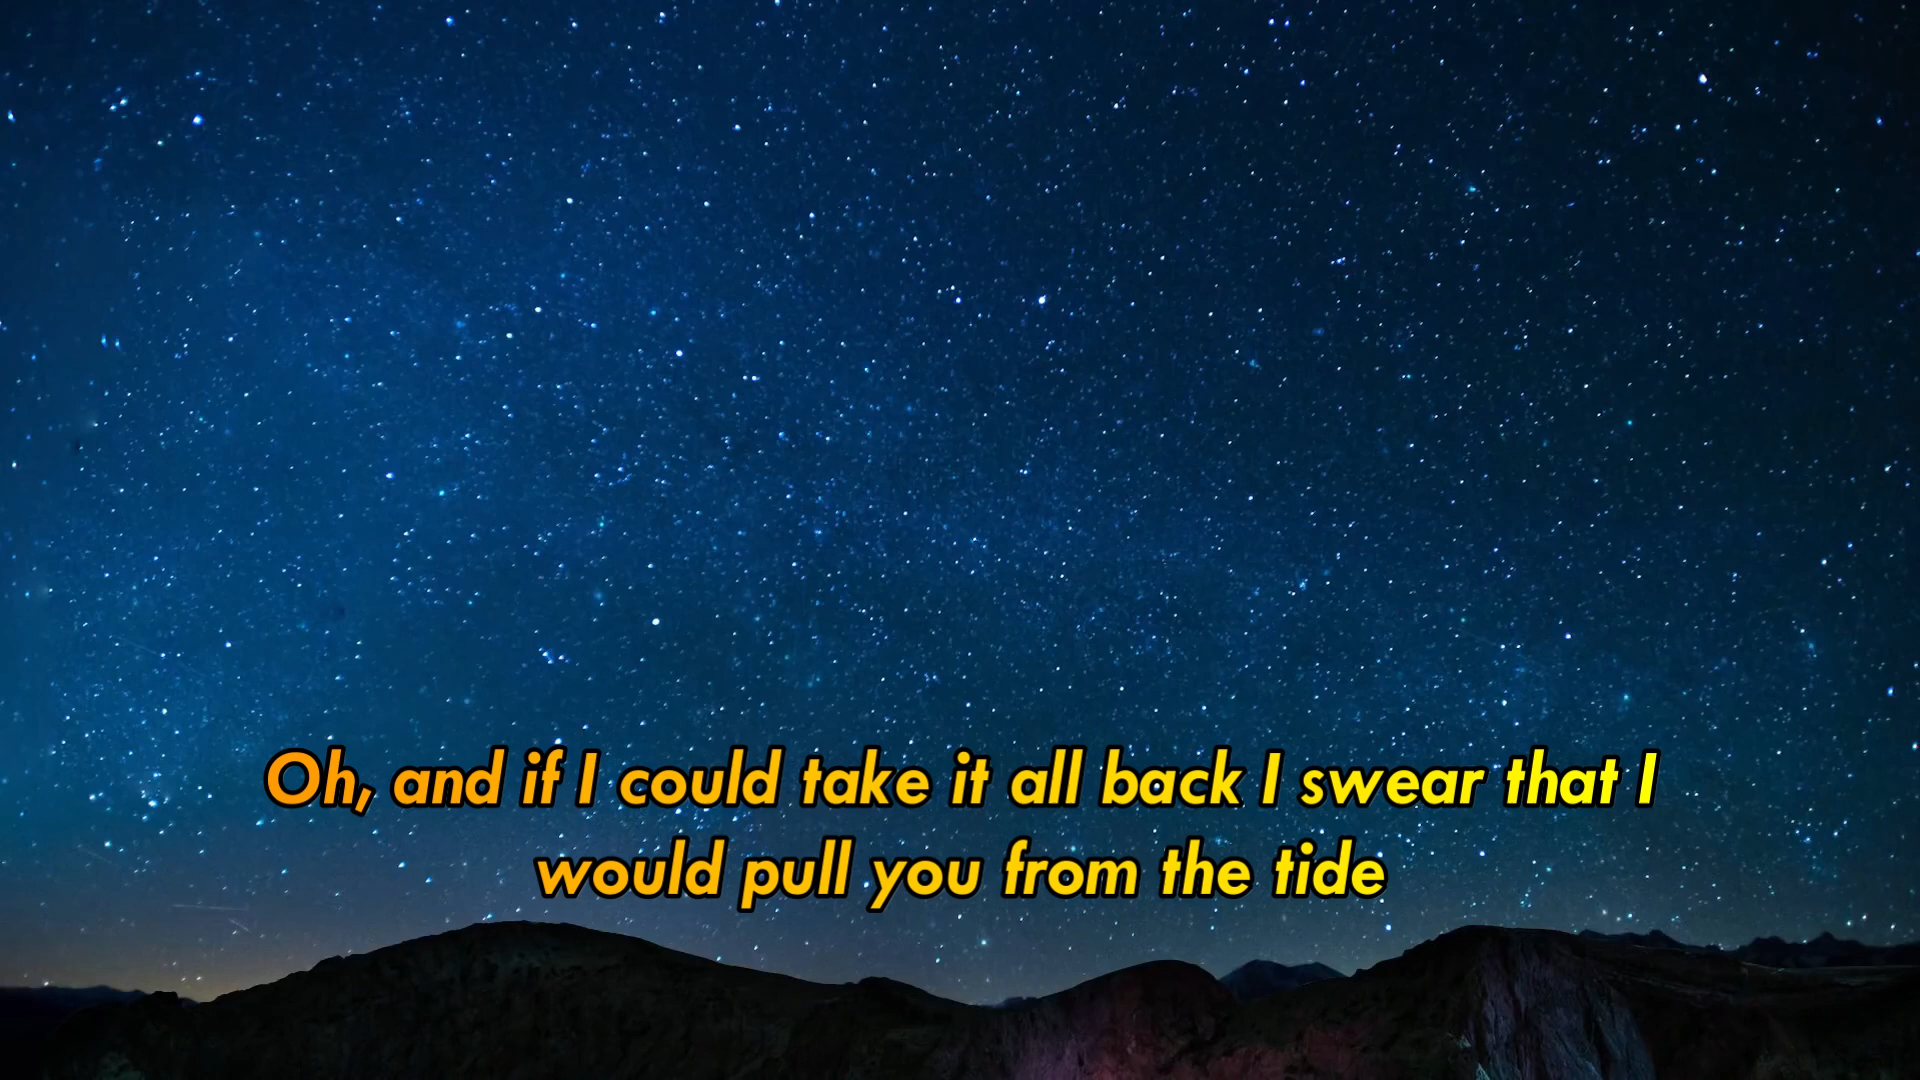 Oh, and if I could take it all back I swear that I
would pull you from the tide